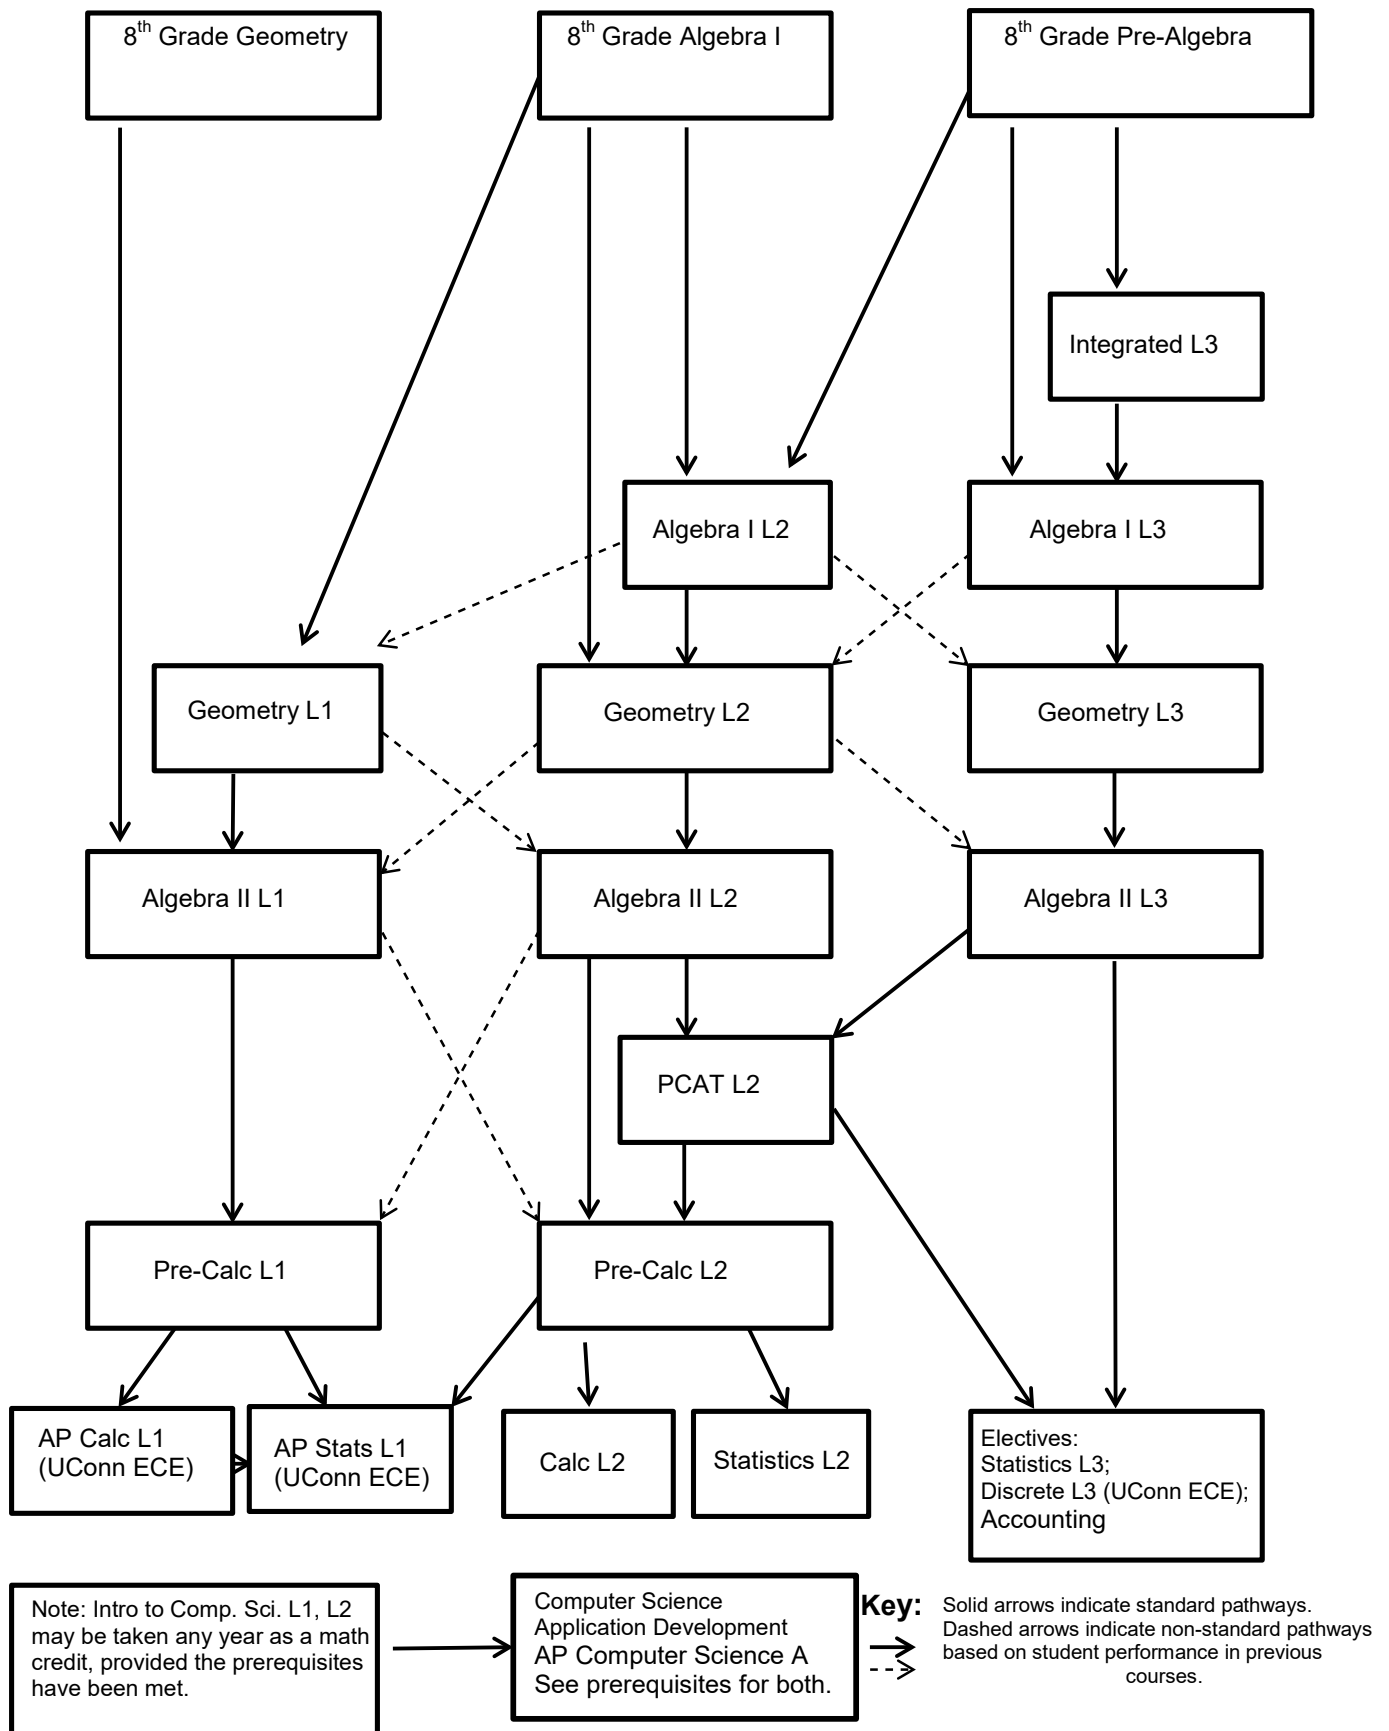 8th Grade Geometry
8th Grade Algebra I
8th Grade Pre-Algebra
Integrated L3
Algebra I L2
Algebra I L3
Geometry L1
Geometry L2
Geometry L3
Algebra II L1
Algebra II L2
Algebra II L3
PCAT L2
Pre-Calc L1
Pre-Calc L2
AP Calc L1
(UConn ECE)
AP Stats L1
(UConn ECE)
Calc L2
Statistics L2
Electives:
Statistics L3;
Discrete L3 (UConn ECE);
Accounting
Note: Intro to Comp. Sci. L1, L2
may be taken any year as a math
credit, provided the prerequisites
have been met.
Computer Science
Application Development
AP Computer Science A
See prerequisites for both.
Key:
Solid arrows indicate standard pathways.
Dashed arrows indicate non-standard pathways
based on student performance in previous
courses.